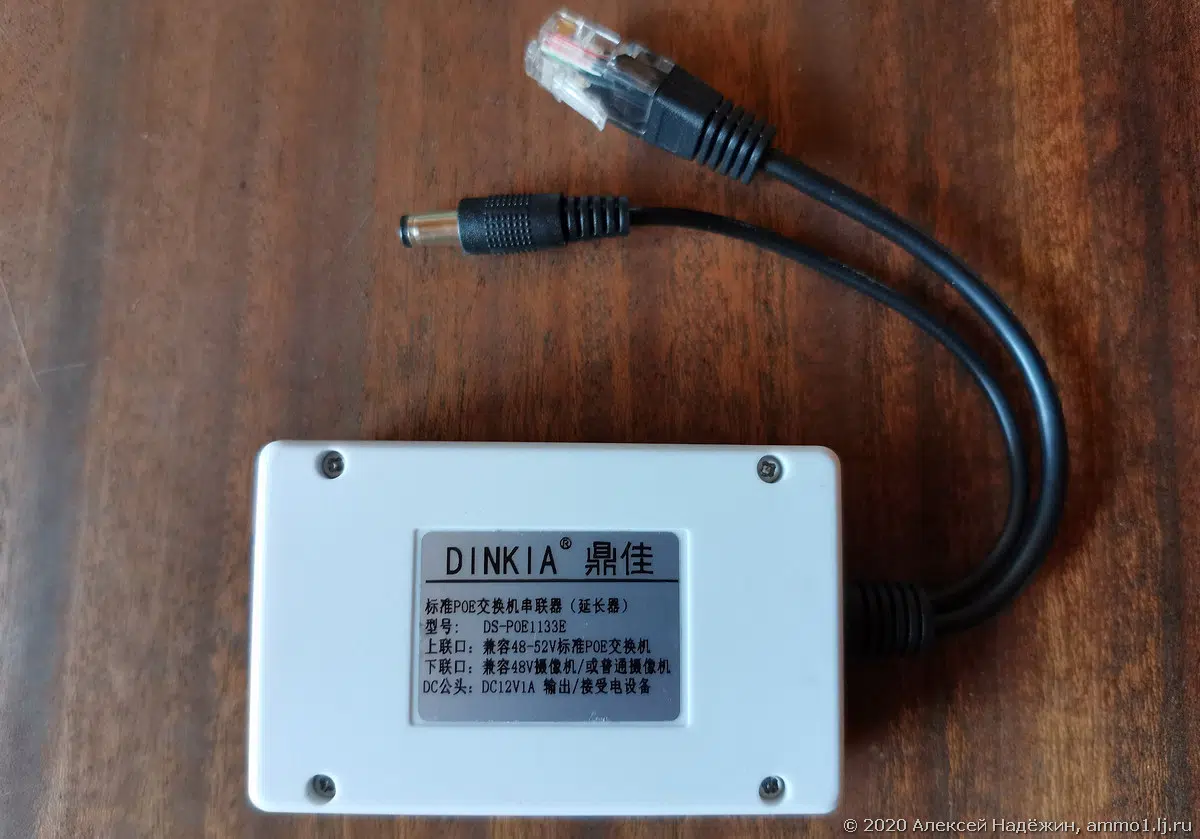 DINKIA® 鼎佳
标准POE交换机串联器（延长器）
型号： DS-POE1133E
上联口：兼容48-52V标准POE交换机
下联口：兼容48V摄像机/或普通摄像机
DC公头：DC12V1A 输出/接受电设备
© 2020 Алексей Надёжин, ammo1.lj.ru